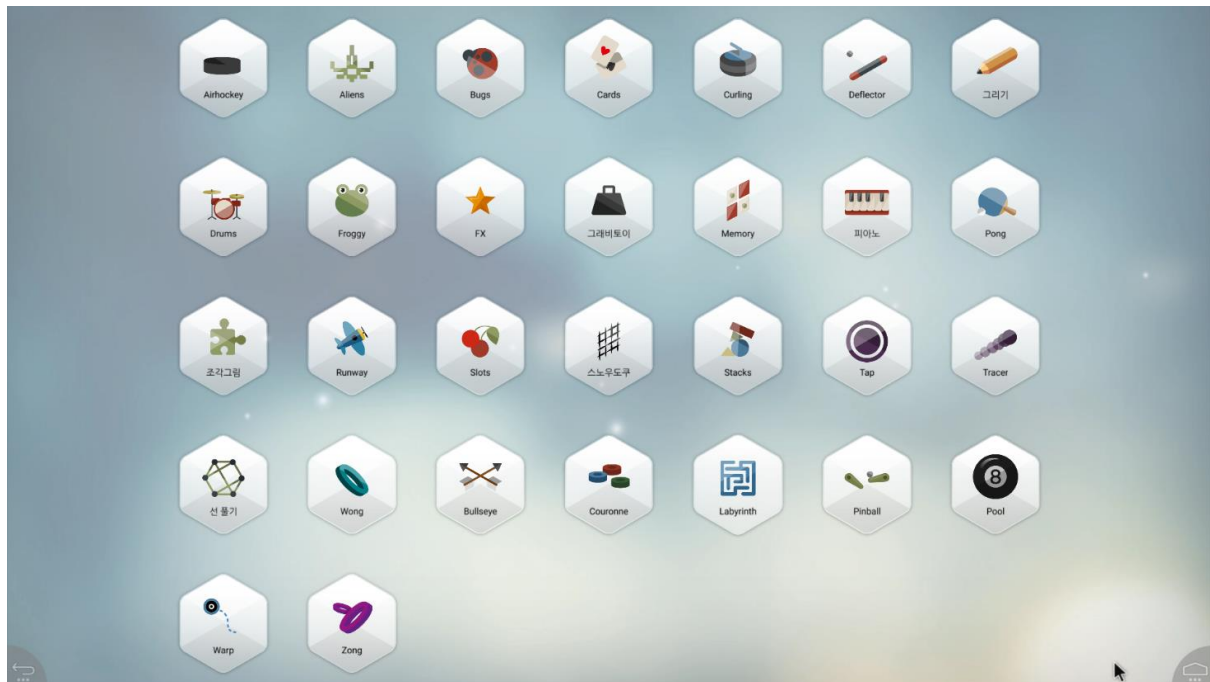 Airhockey
Aliens
Bugs
Cards
Curling
Deflector
그리기
Drums
Froggy
FX
그래비토이
Memory
피아노
Pong
조각그림
Runway
Slots
스노우도쿠
Stacks
Tap
Tracer
선 풀기
Wong
Bullseye
Couronne
Labyrinth
Pinball
8
Pool
Warp
Zong